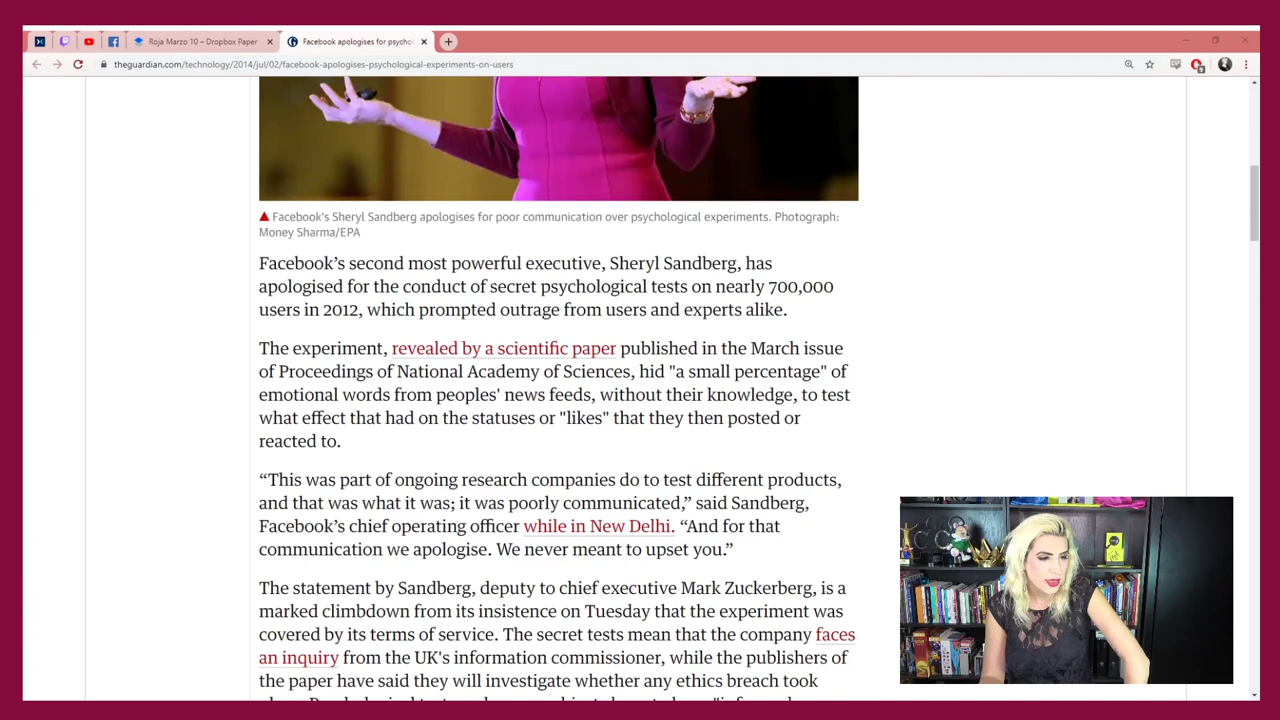 Roja Marzo 10 – Dropbox Paper
Facebook apologises for psycho
theguardian.com/technology/2014/jul/02/facebook-apologises-psychological-experiments-on-users
Facebook's Sheryl Sandberg apologises for poor communication over psychological experiments. Photograph:
Money Sharma/EPA
Facebook’s second most powerful executive, Sheryl Sandberg, has
apologised for the conduct of secret psychological tests on nearly 700,000
users in 2012, which prompted outrage from users and experts alike.
The experiment, revealed by a scientific paper published in the March issue
of Proceedings of National Academy of Sciences, hid "a small percentage" of
emotional words from peoples' news feeds, without their knowledge, to test
what effect that had on the statuses or "likes" that they then posted or
reacted to.
“This was part of ongoing research companies do to test different products,
and that was what it was; it was poorly communicated,” said Sandberg,
Facebook’s chief operating officer while in New Delhi. “And for that
communication we apologise. We never meant to upset you.”
The statement by Sandberg, deputy to chief executive Mark Zuckerberg, is a
marked climbdown from its insistence on Tuesday that the experiment was
covered by its terms of service. The secret tests mean that the company faces
an inquiry from the UK's information commissioner, while the publishers of
the paper have said they will investigate whether any ethics breach took